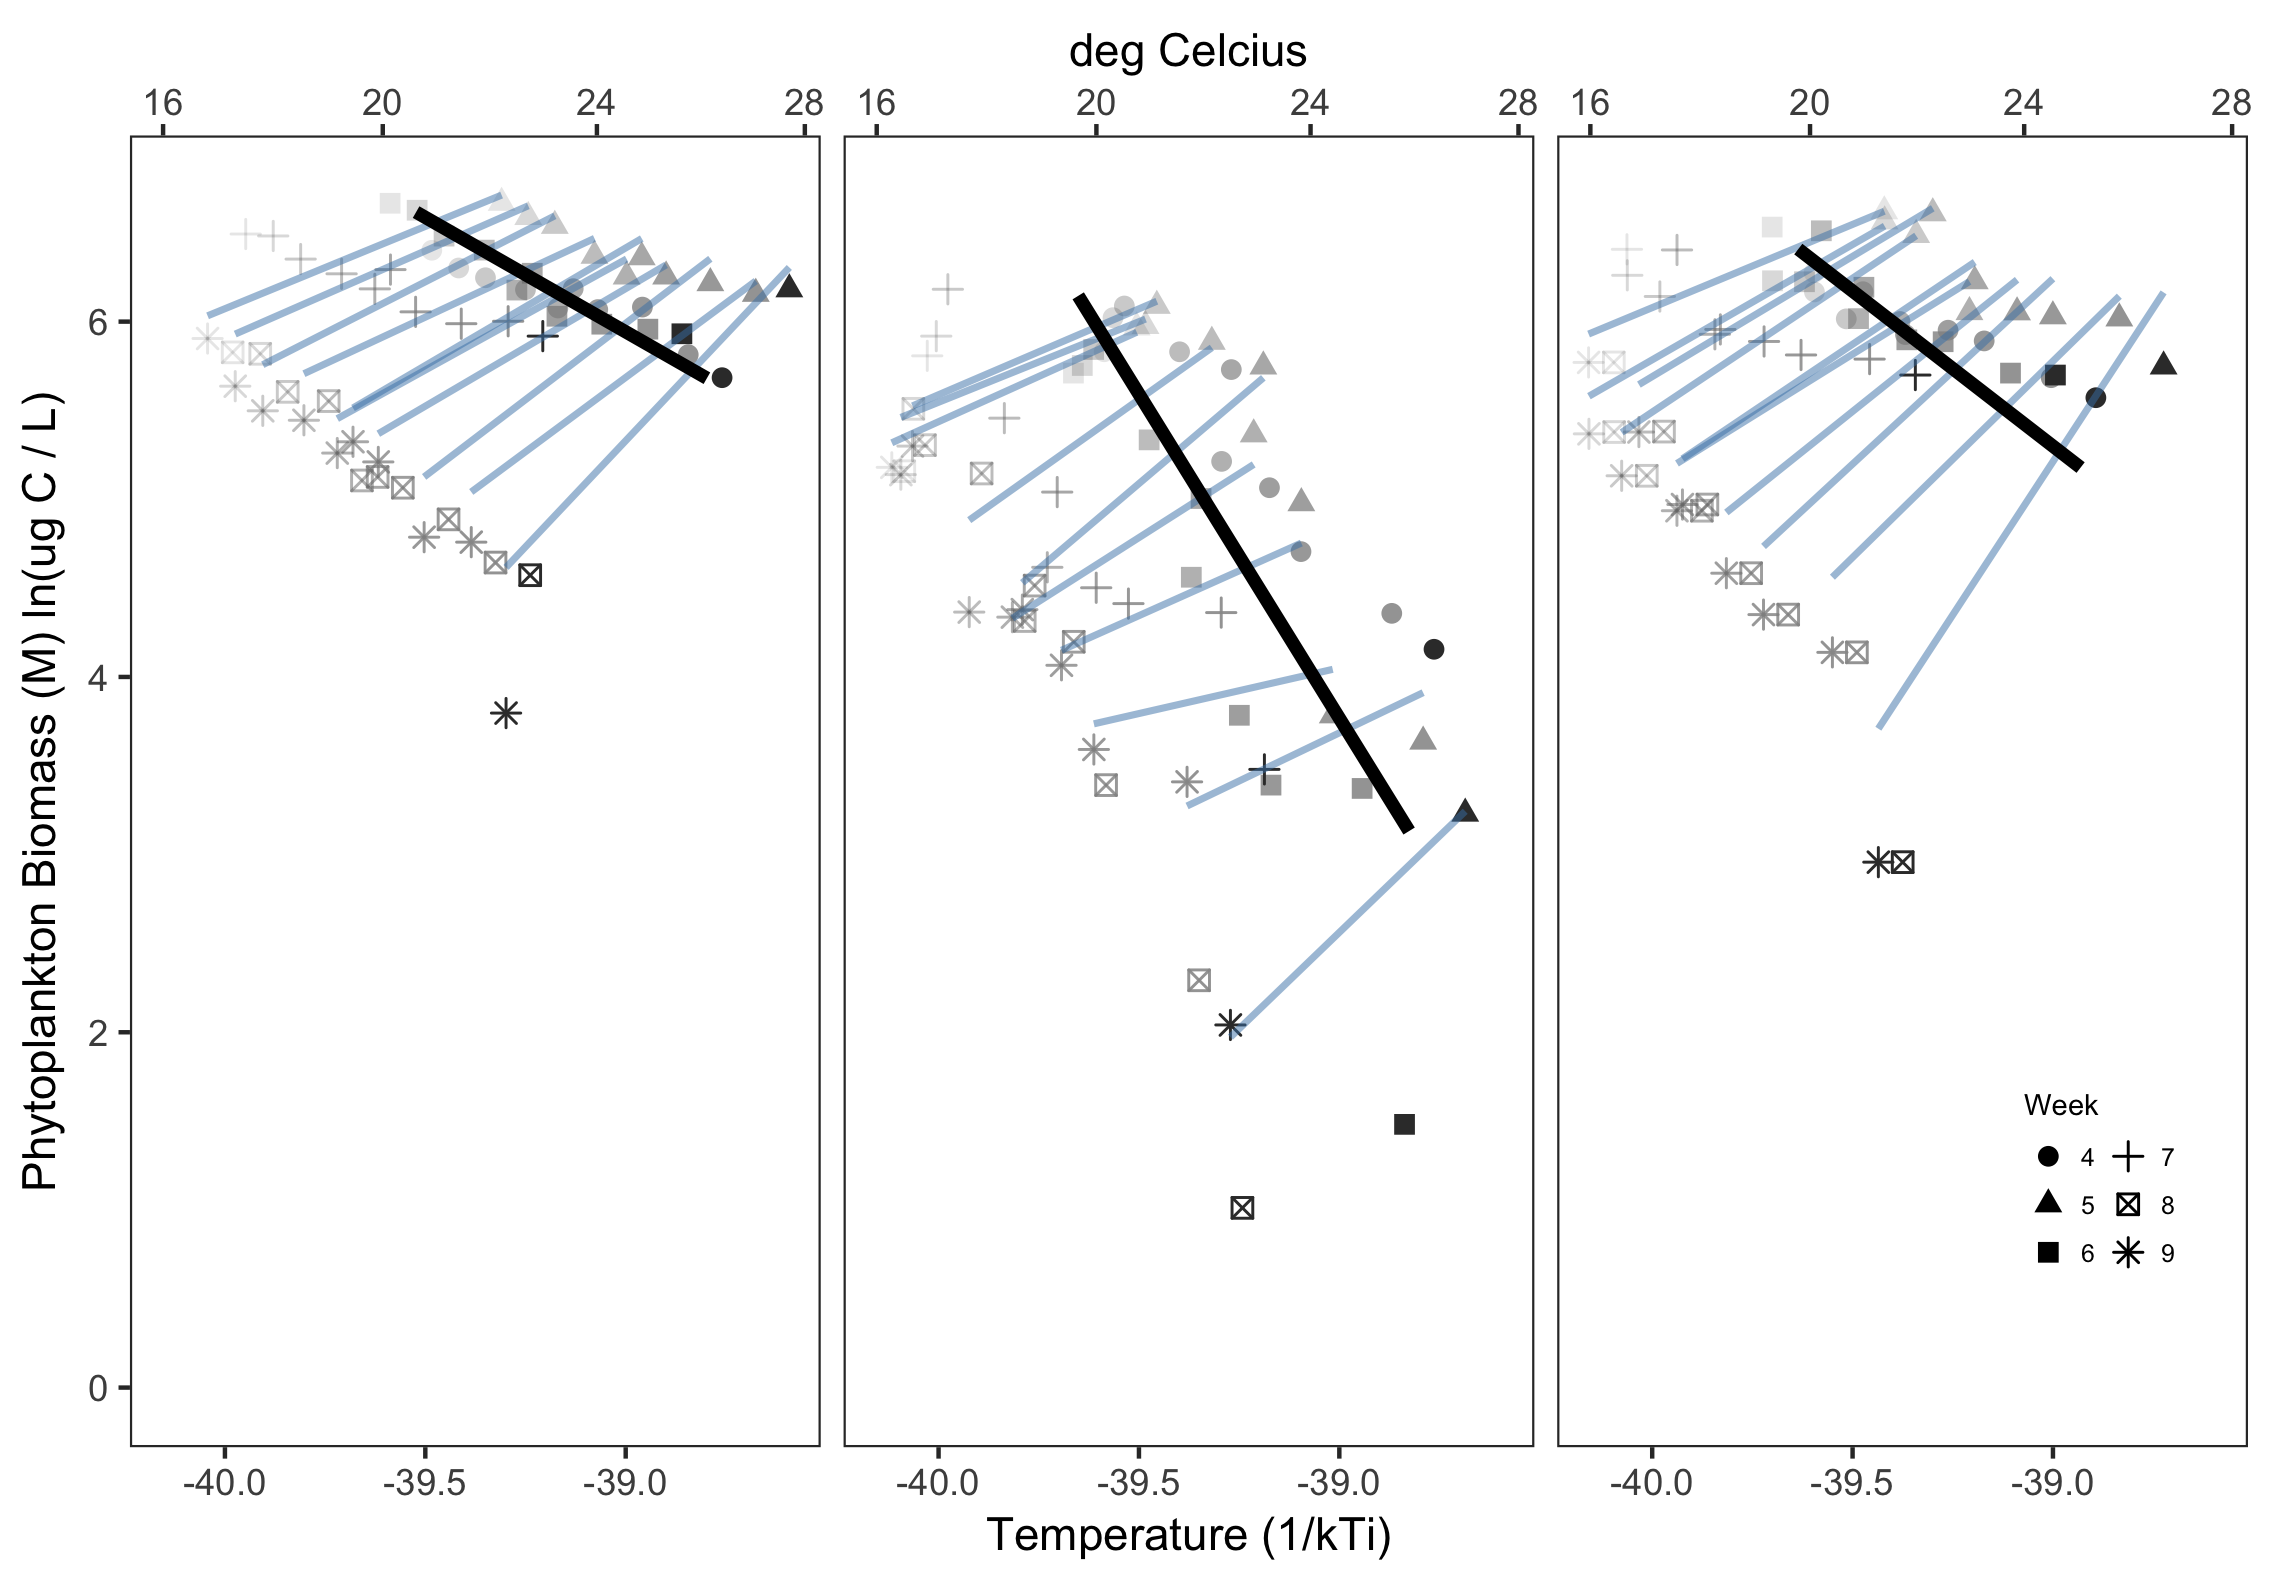 deg Celcius
16 20 24 28 16 20 24 28 16 20 24 28
Phytoplankton Biomass (M) ln(ug C / L)
6
4
2
0
Week
4 7
5 8
6 9
-40.0 -39.5 -39.0 -40.0 -39.5 -39.0 -40.0 -39.5 -39.0
Temperature (1/kTi)